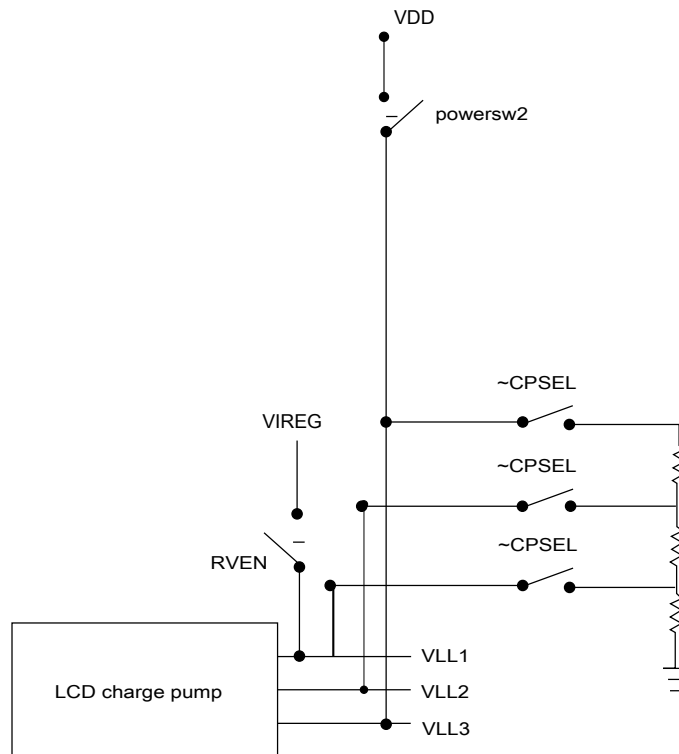 VDD
powersw2
~CPSEL
VIREG
~CPSEL
~CPSEL
RVEN
VLL1
LCD charge pump
VLL2
VLL3